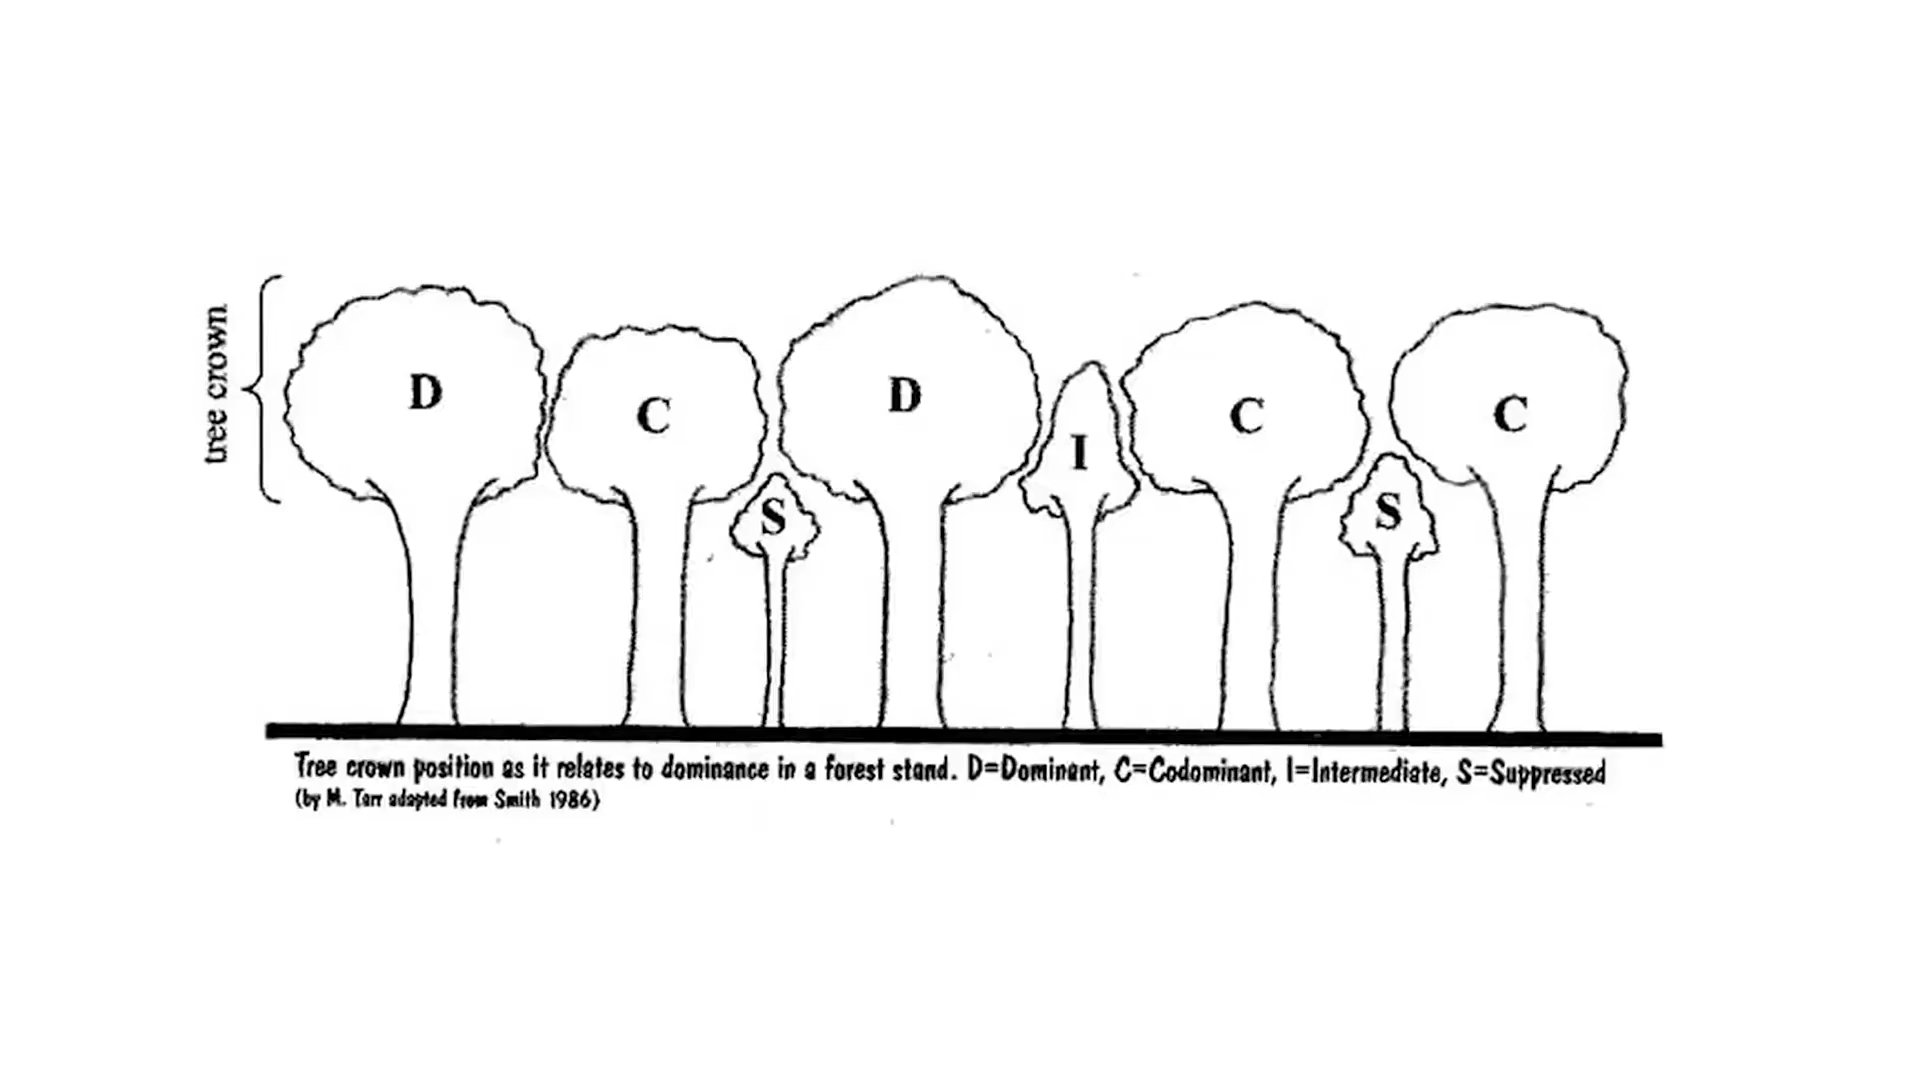 tree crown
D
C
S
D
I
C
S
C
Tree crown position as it relates to dominance in a forest stand. D=Dominant, C=Codominant, I=Intermediate, S=Suppressed
(by M. Tarr adapted from Smith 1986)